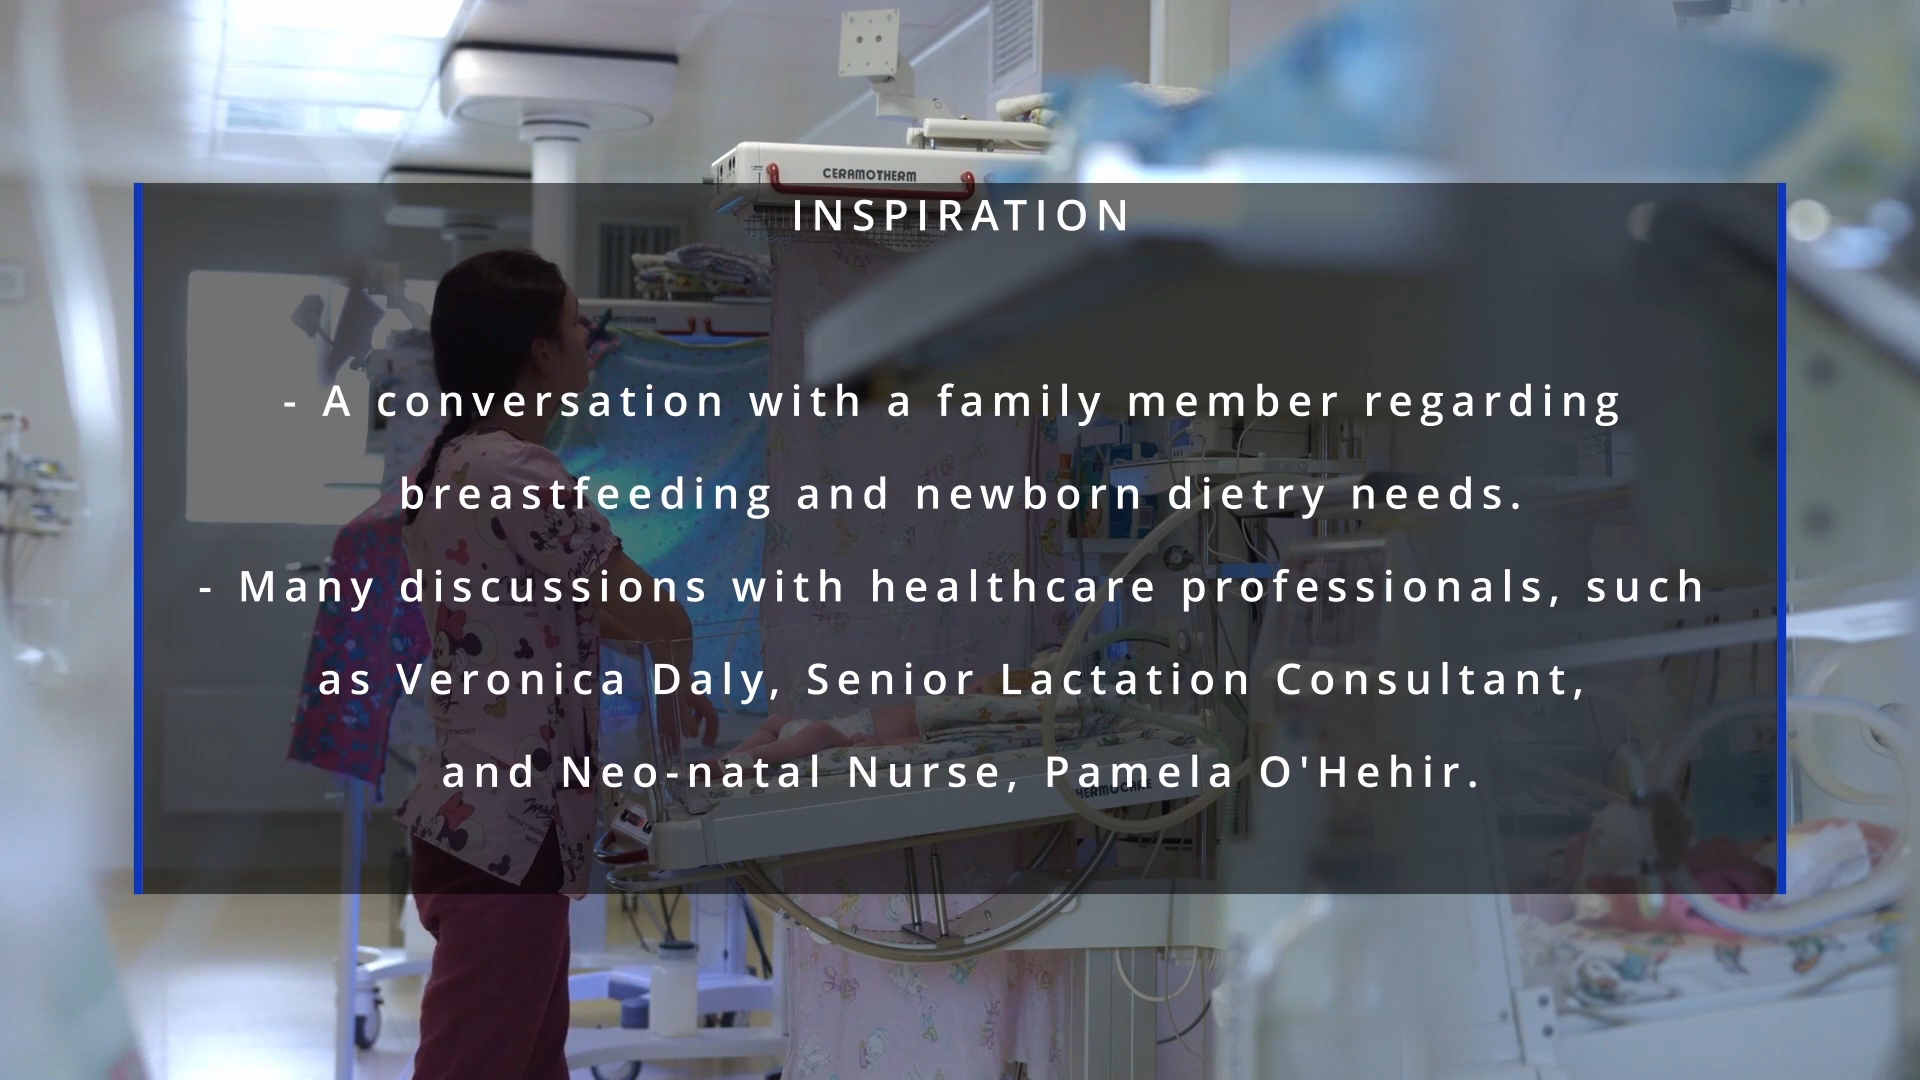 CERAMOTHERM
INSPIRATION
- A conversation with a family member regarding
breastfeeding and newborn dietry needs.
- Many discussions with healthcare professionals, such
as Veronica Daly, Senior Lactation Consultant,
and Neo-natal Nurse, Pamela O'Hehir.